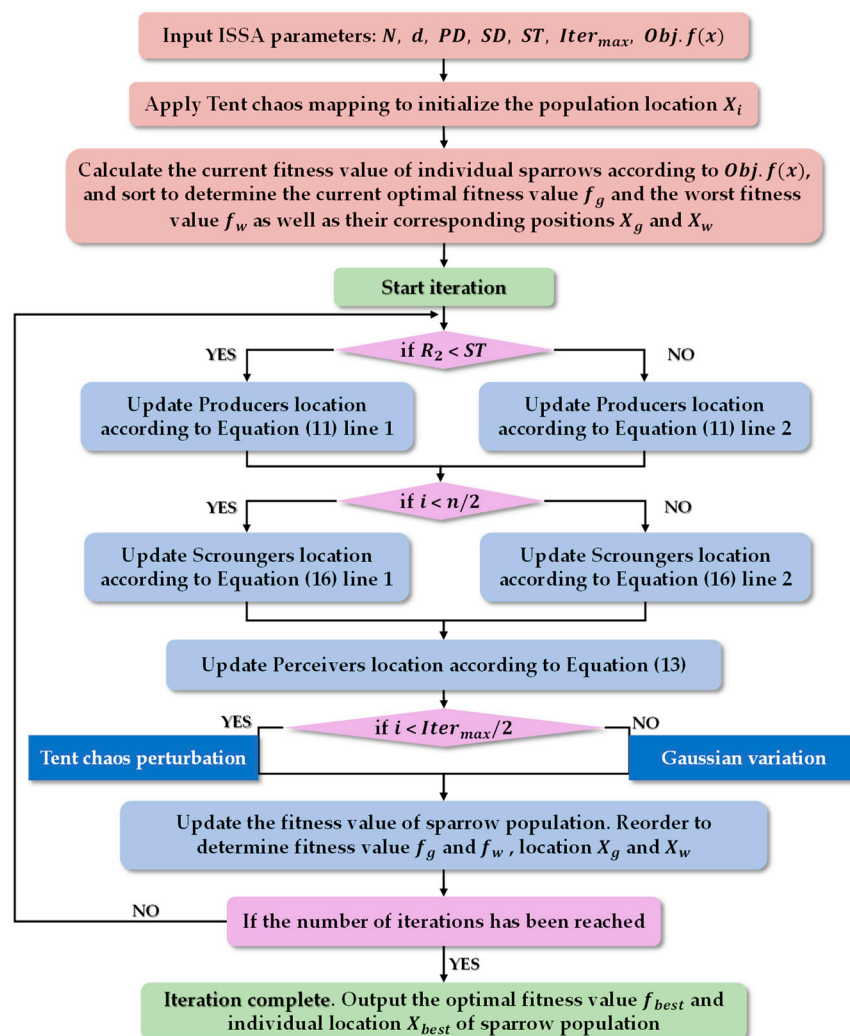 Input ISSA parameters: N, d, PD, SD, ST, Iter_max, Obj.f(x)
Apply Tent chaos mapping to initialize the population location X_i
Calculate the current fitness value of individual sparrows according to Obj.f(x),
and sort to determine the current optimal fitness value f_g and the worst fitness
value f_w as well as their corresponding positions X_g and X_w
Start iteration
if R_2 < ST
YES
NO
Update Producers location
according to Equation (11) line 1
Update Producers location
according to Equation (11) line 2
if i < n/2
YES
NO
Update Scroungers location
according to Equation (16) line 1
Update Scroungers location
according to Equation (16) line 2
Update Perceivers location according to Equation (13)
if i < Iter_max/2
YES
NO
Tent chaos perturbation
Gaussian variation
Update the fitness value of sparrow population. Reorder to
determine fitness value f_g and f_w , location X_g and X_w
NO
If the number of iterations has been reached
YES
Iteration complete. Output the optimal fitness value f_best and
individual location X_best of sparrow population